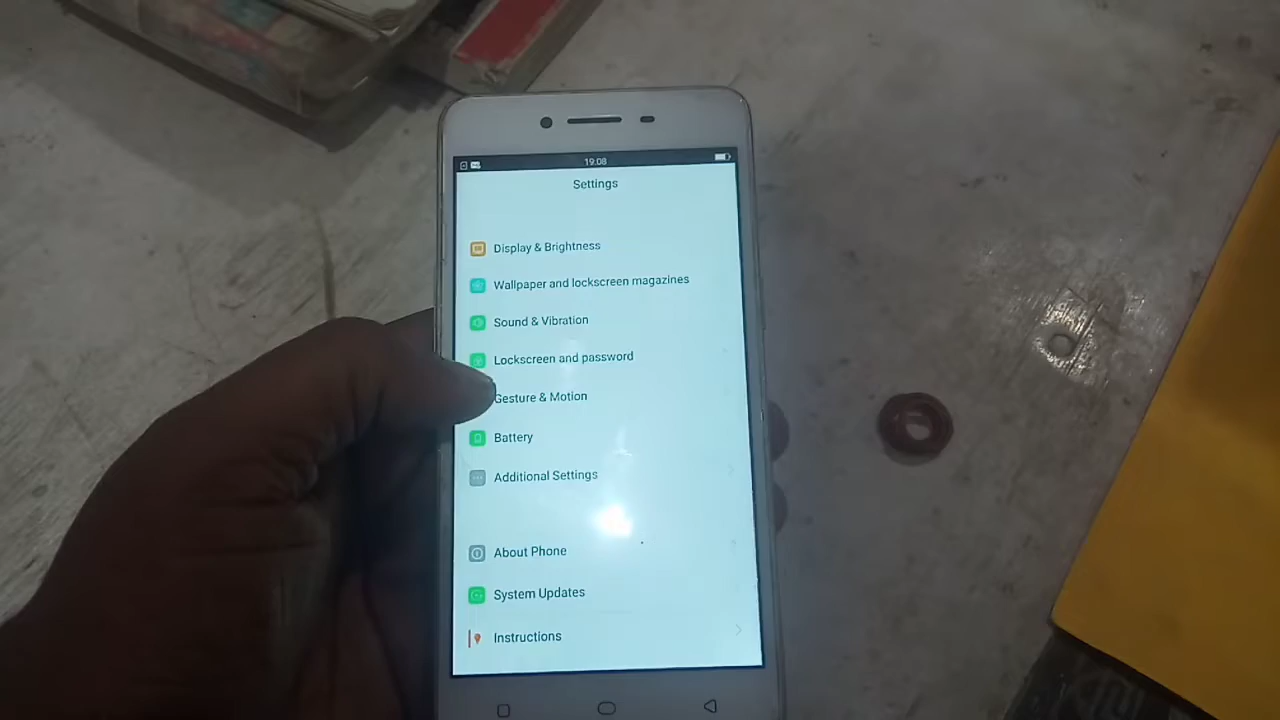 19:08
Settings
Display & Brightness
Wallpaper and lockscreen magazines
Sound & Vibration
Lockscreen and password
Gesture & Motion
Battery
Additional Settings
About Phone
System Updates
Instructions